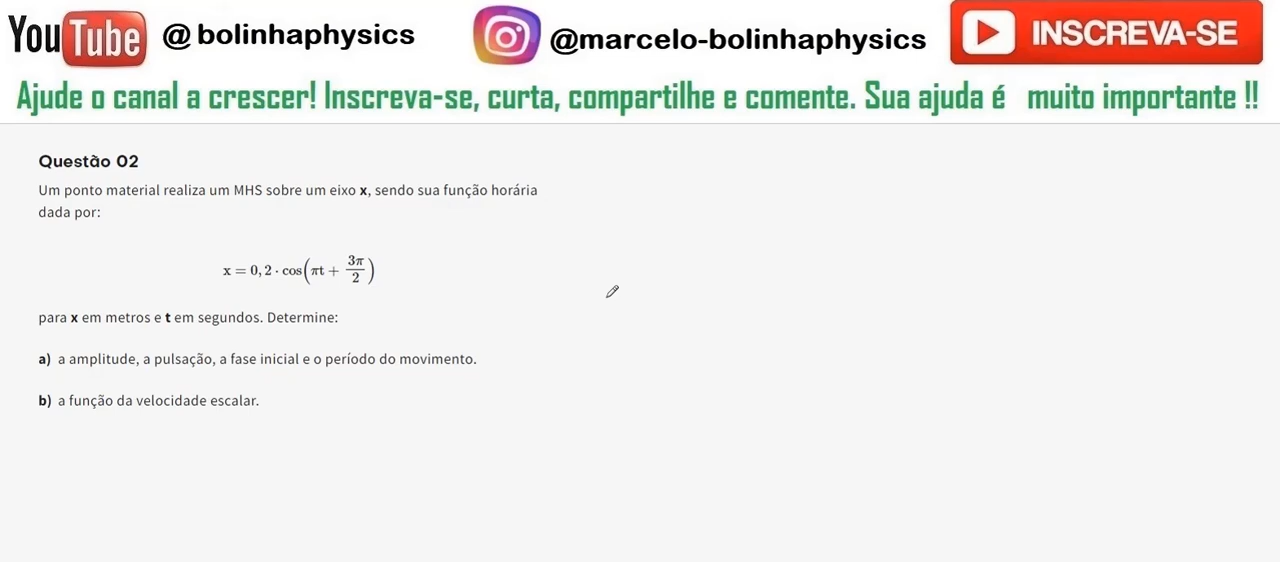 YouTube @bolinhaphysics @marcelo-bolinhaphysics INSCREVA-SE
Ajude o canal a crescer! Inscreva-se, curta, compartilhe e comente. Sua ajuda é muito importante !!
Questão 02
Um ponto material realiza um MHS sobre um eixo x, sendo sua função horária
dada por:
x = 0, 2 · cos(πt + 3π/2)
para x em metros e t em segundos. Determine:
a) a amplitude, a pulsação, a fase inicial e o período do movimento.
b) a função da velocidade escalar.